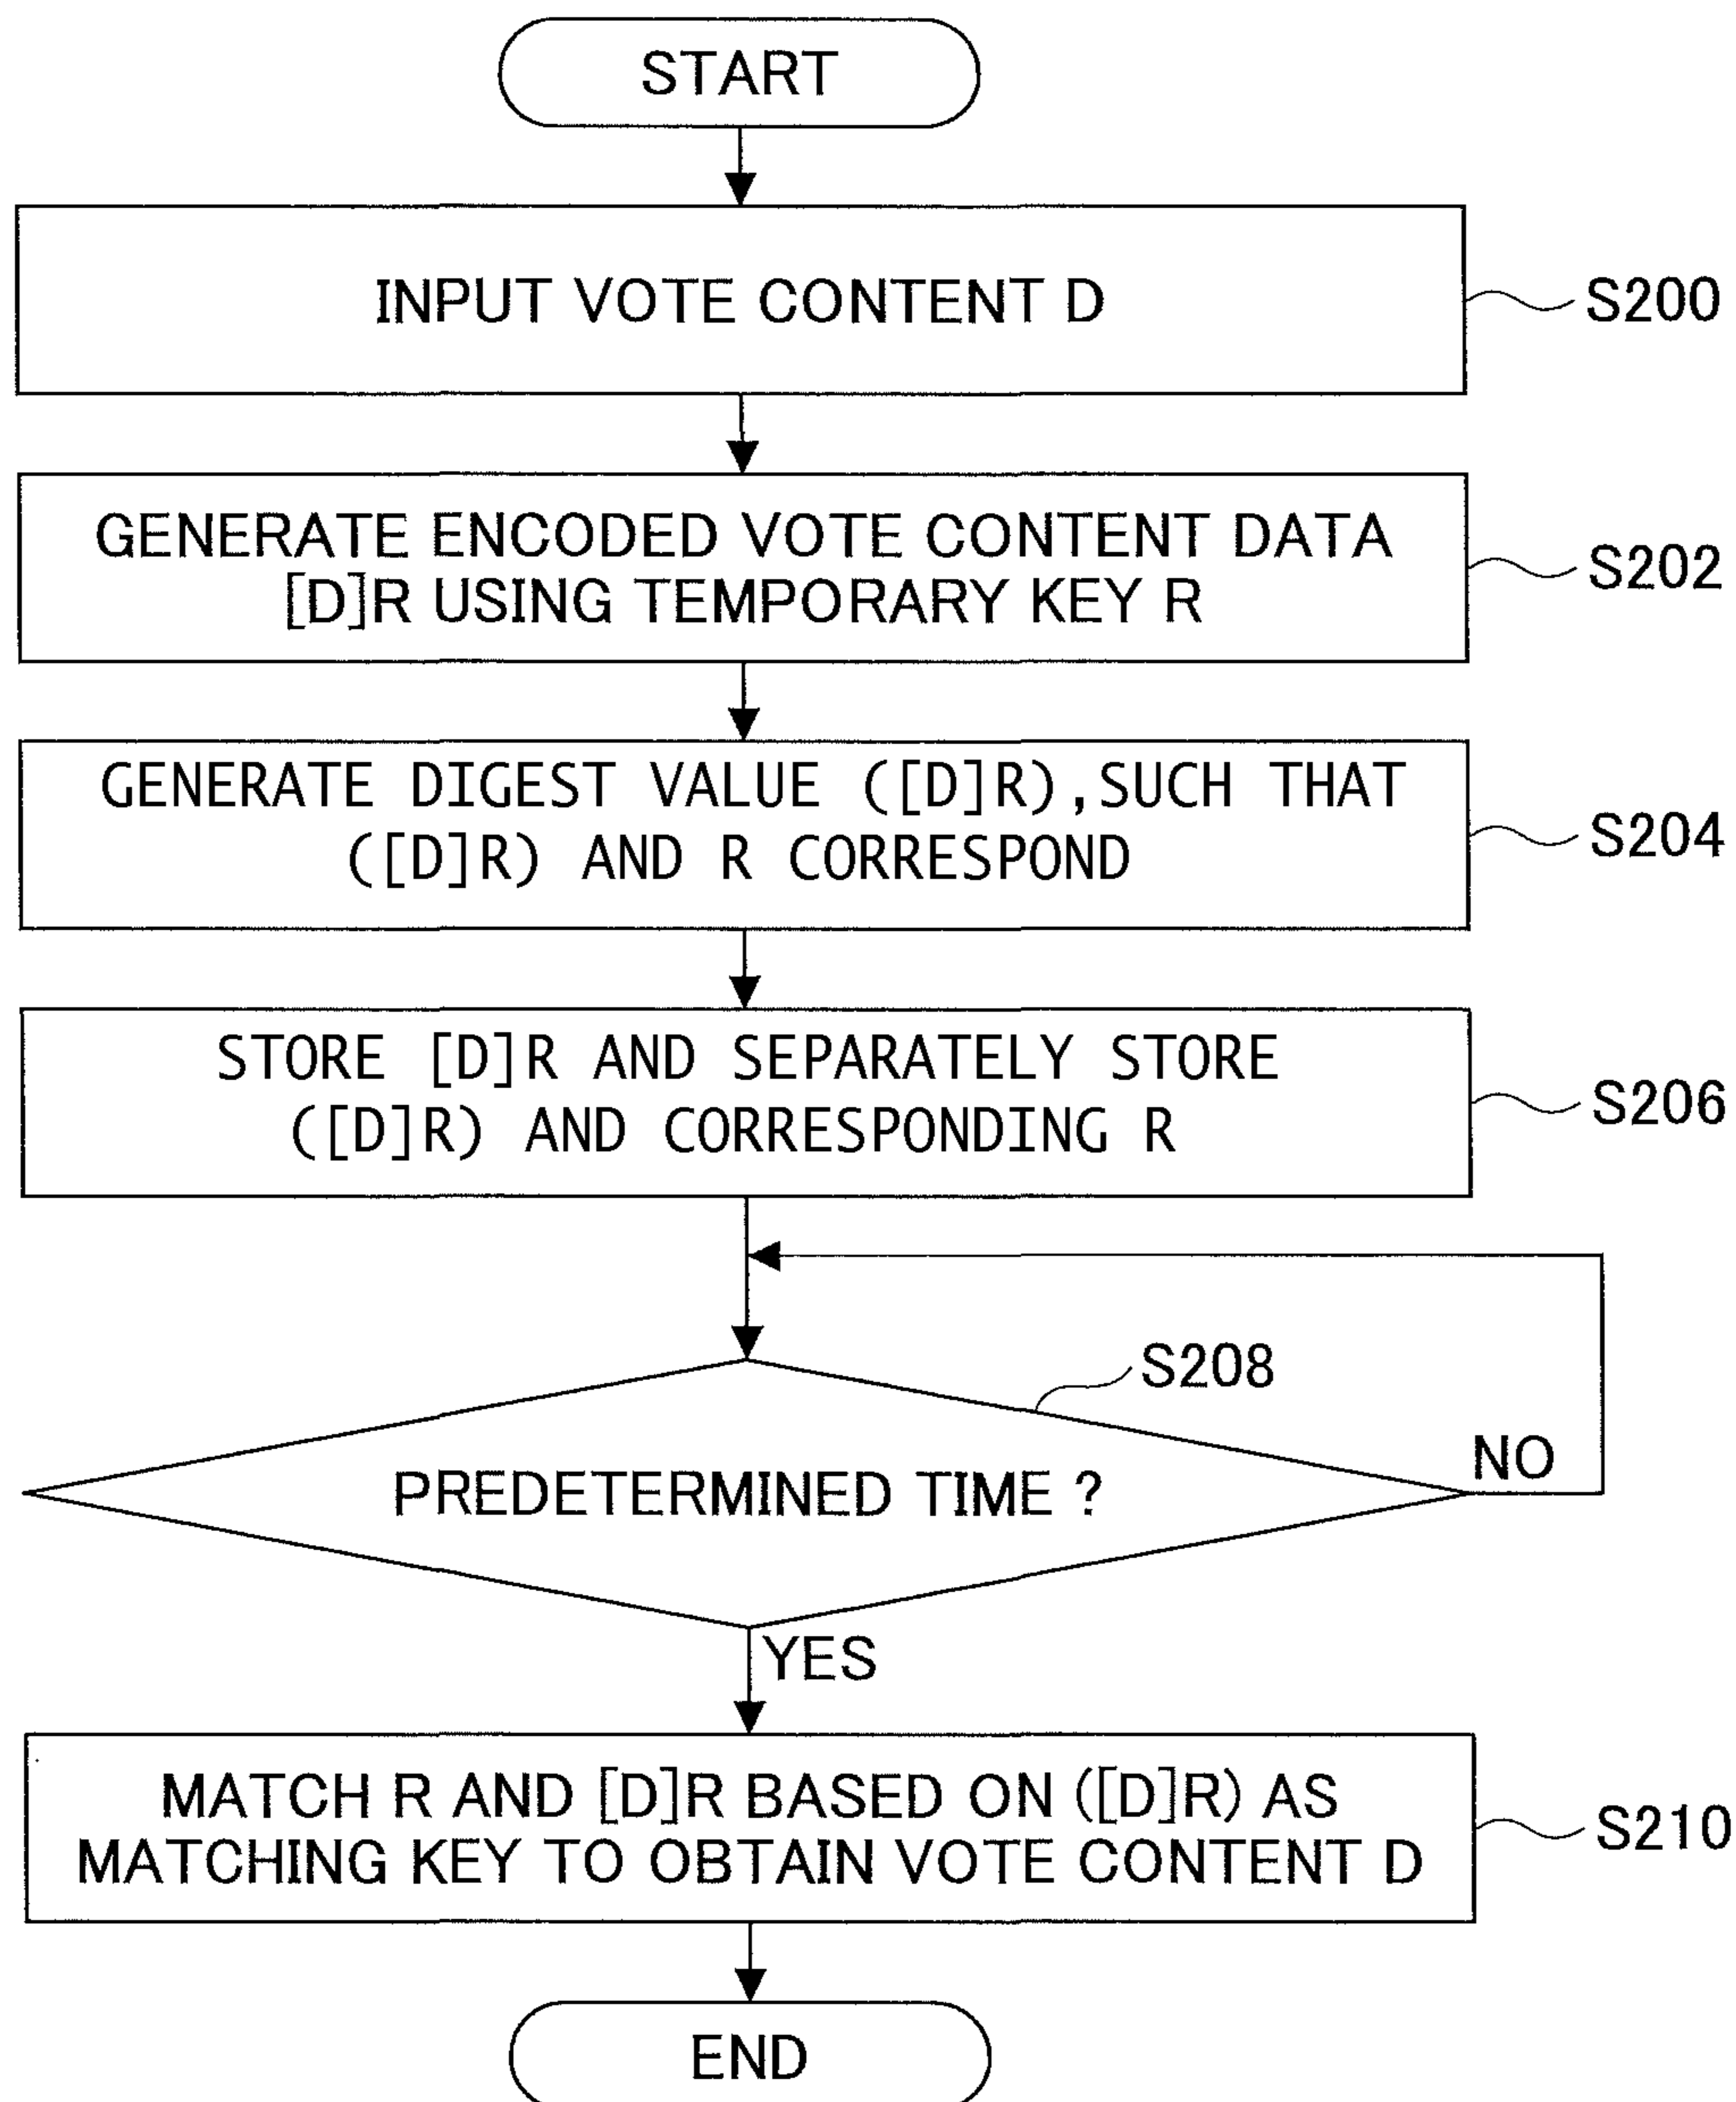 START
INPUT VOTE CONTENT D
S200
GENERATE ENCODED VOTE CONTENT DATA
[D]R USING TEMPORARY KEY R
S202
GENERATE DIGEST VALUE ([D]R),SUCH THAT
([D]R) AND R CORRESPOND
S204
STORE [D]R AND SEPARATELY STORE
([D]R) AND CORRESPONDING R
S206
S208
PREDETERMINED TIME ?
NO
YES
MATCH R AND [D]R BASED ON ([D]R) AS
MATCHING KEY TO OBTAIN VOTE CONTENT D
S210
END